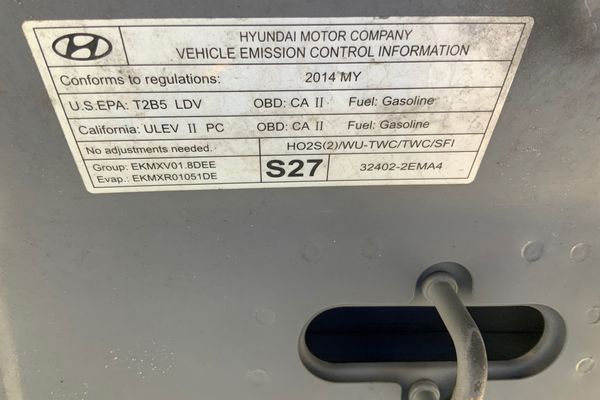 HYUNDAI MOTOR COMPANY
VEHICLE EMISSION CONTROL INFORMATION
Conforms to regulations: 2014 MY
U.S.EPA: T2B5 LDV OBD: CA II Fuel: Gasoline
California: ULEV II PC OBD: CA II Fuel: Gasoline
No adjustments needed. HO2S(2)/WU-TWC/TWC/SFI
Group: EKMXV01.8DEE
Evap.: EKMXR01051DE
S27
32402-2EMA4